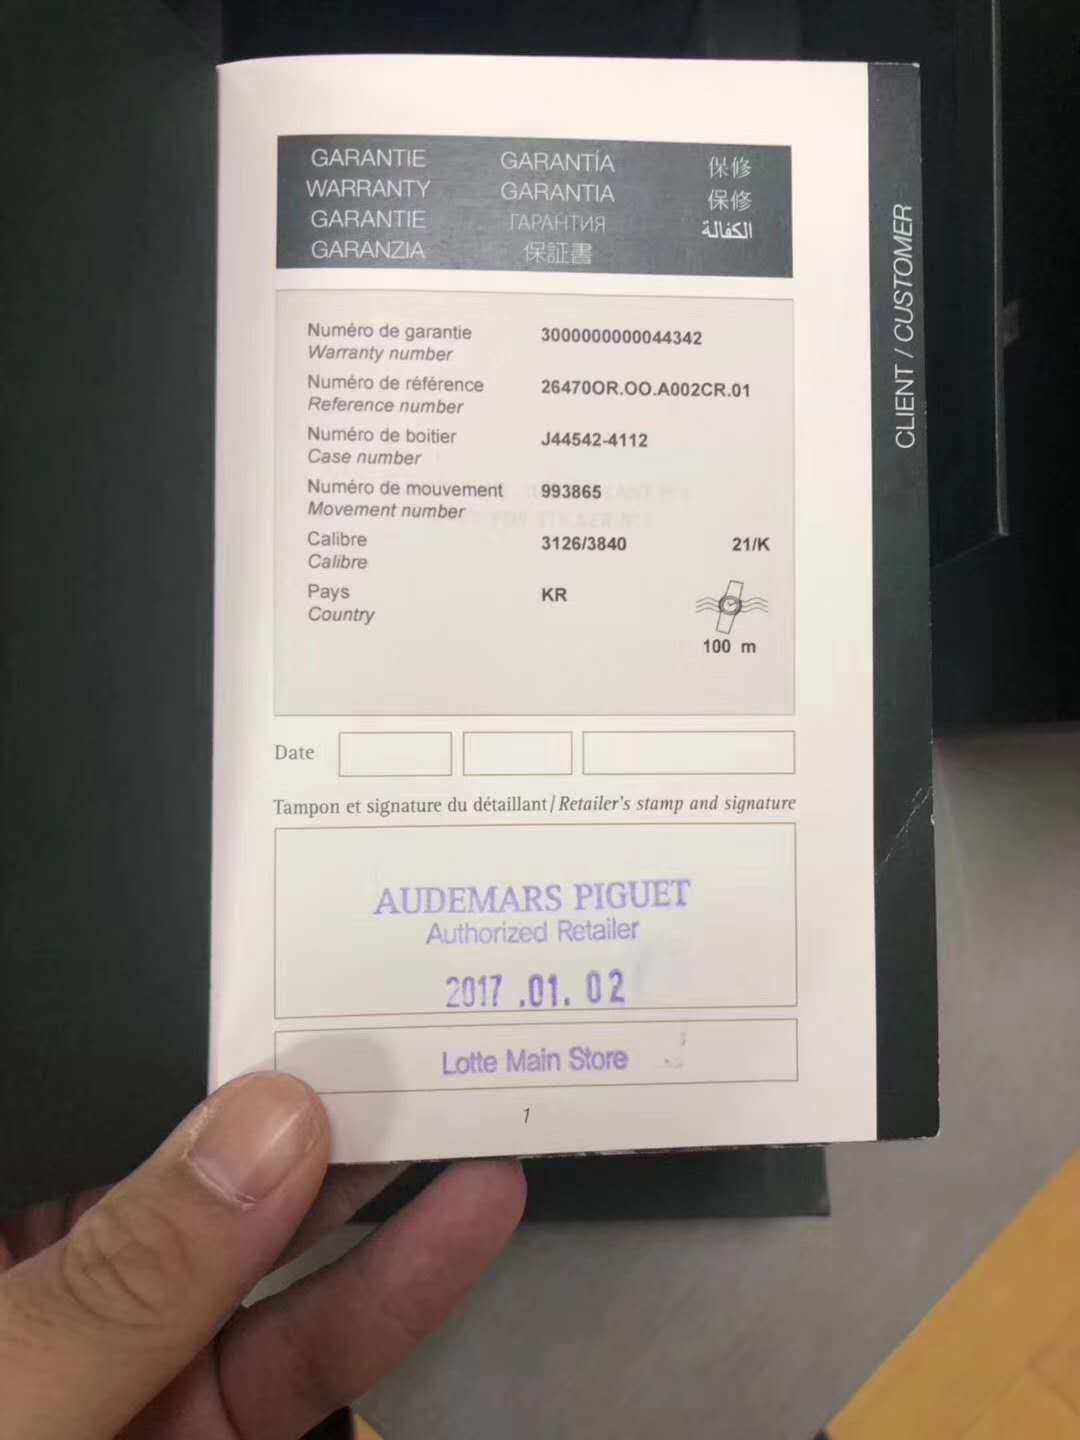 GARANTIE
WARRANTY
GARANTIE
GARANZIA
GARANTÍA
GARANTIA
ГАРАНТИЯ
保証書
保修
保修
الكفالة
CLIENT / CUSTOMER
Numéro de garantie 3000000000044342
Warranty number
Numéro de référence 26470OR.OO.A002CR.01
Reference number
Numéro de boitier J44542-4112
Case number
Numéro de mouvement 993865
Movement number
Calibre 3126/3840 21/K
Calibre
Pays KR
Country
100 m
Date
Tampon et signature du détaillant / Retailer's stamp and signature
AUDEMARS PIGUET
Authorized Retailer
2017 .01. 02
Lotte Main Store
1